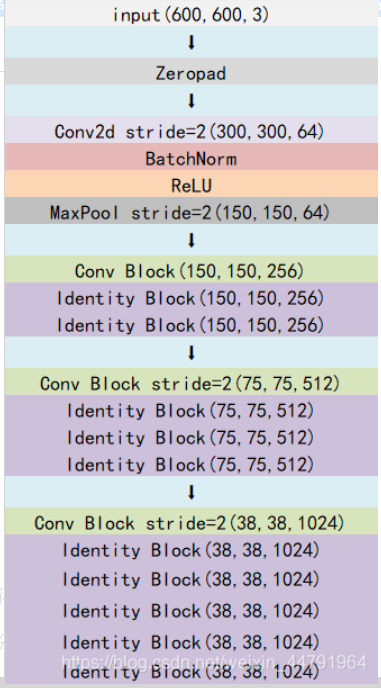 input(600,600,3)
↓
Zeropad
↓
Conv2d stride=2(300,300,64)
BatchNorm
ReLU
MaxPool stride=2(150,150,64)
↓
Conv Block(150,150,256)
Identity Block(150,150,256)
Identity Block(150,150,256)
↓
Conv Block stride=2(75,75,512)
Identity Block(75,75,512)
Identity Block(75,75,512)
Identity Block(75,75,512)
↓
Conv Block stride=2(38,38,1024)
Identity Block(38,38,1024)
Identity Block(38,38,1024)
Identity Block(38,38,1024)
Identity Block(38,38,1024)
https://blog.csdn.net/weixin_44791964
Identity Block(38,38,1024)